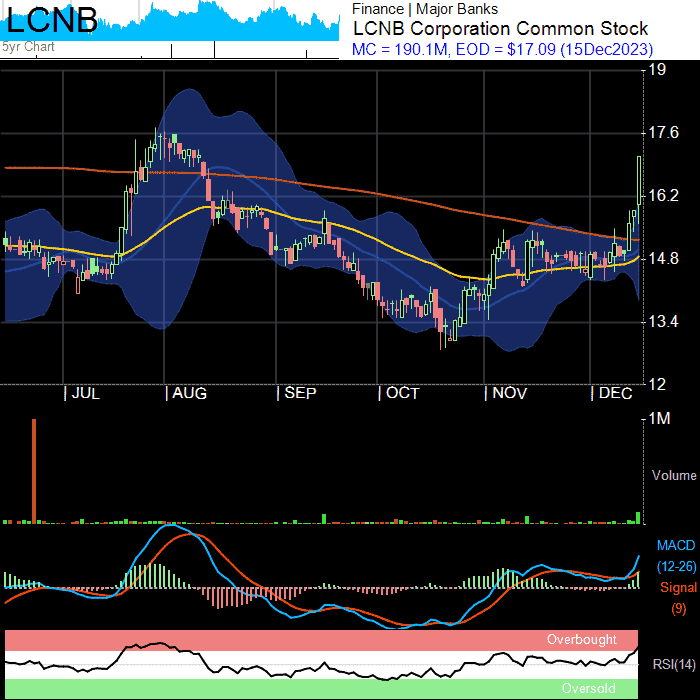 LCNB
5yr Chart
Finance | Major Banks
LCNB Corporation Common Stock
MC = 190.1M, EOD = $17.09 (15Dec2023)
19
17.6
16.2
14.8
13.4
12
| JUL | AUG | SEP | OCT | NOV | DEC
1M
Volume
MACD
(12-26)
Signal
(9)
Overbought
RSI(14)
Oversold